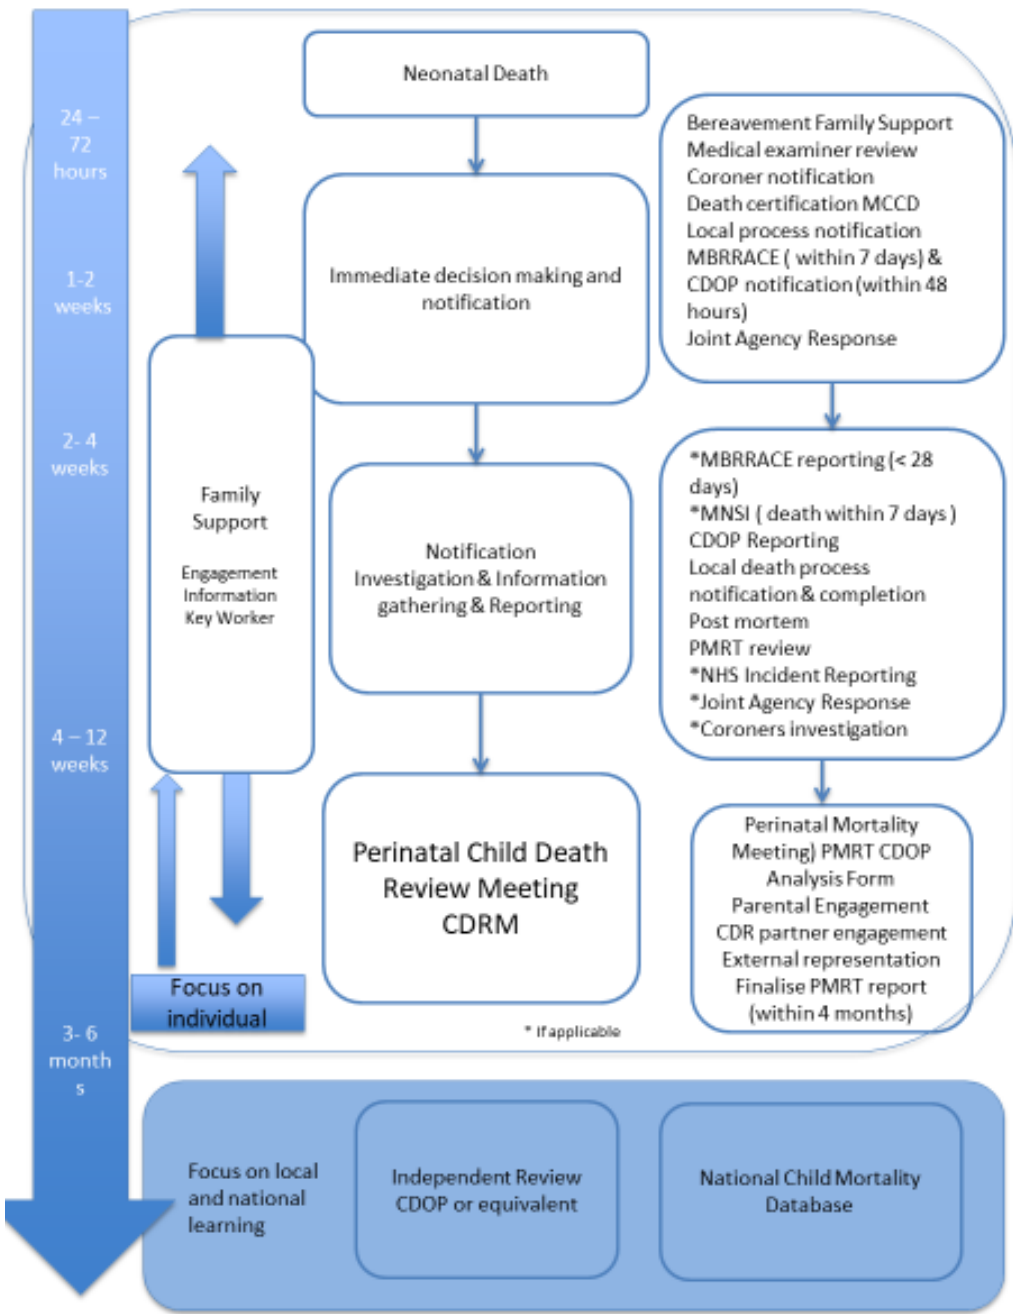 24 –
72
hours
1-2
weeks
2- 4
weeks
4 – 12
weeks
3- 6
month
s
Neonatal Death
Immediate decision making and
notification
Family
Support
Engagement
Information
Key Worker
Notification
Investigation & Information
gathering & Reporting
Perinatal Child Death
Review Meeting
CDRM
Focus on
individual
* If applicable
Bereavement Family Support
Medical examiner review
Coroner notification
Death certification MCCD
Local process notification
MBRRACE ( within 7 days) &
CDOP notification (within 48
hours)
Joint Agency Response
*MBRRACE reporting (< 28
days)
*MNSI ( death within 7 days )
CDOP Reporting
Local death process
notification & completion
Post mortem
PMRT review
*NHS Incident Reporting
*Joint Agency Response
*Coroners investigation
Perinatal Mortality
Meeting) PMRT CDOP
Analysis Form
Parental Engagement
CDR partner engagement
External representation
Finalise PMRT report
(within 4 months)
Focus on local
and national
learning
Independent Review
CDOP or equivalent
National Child Mortality
Database